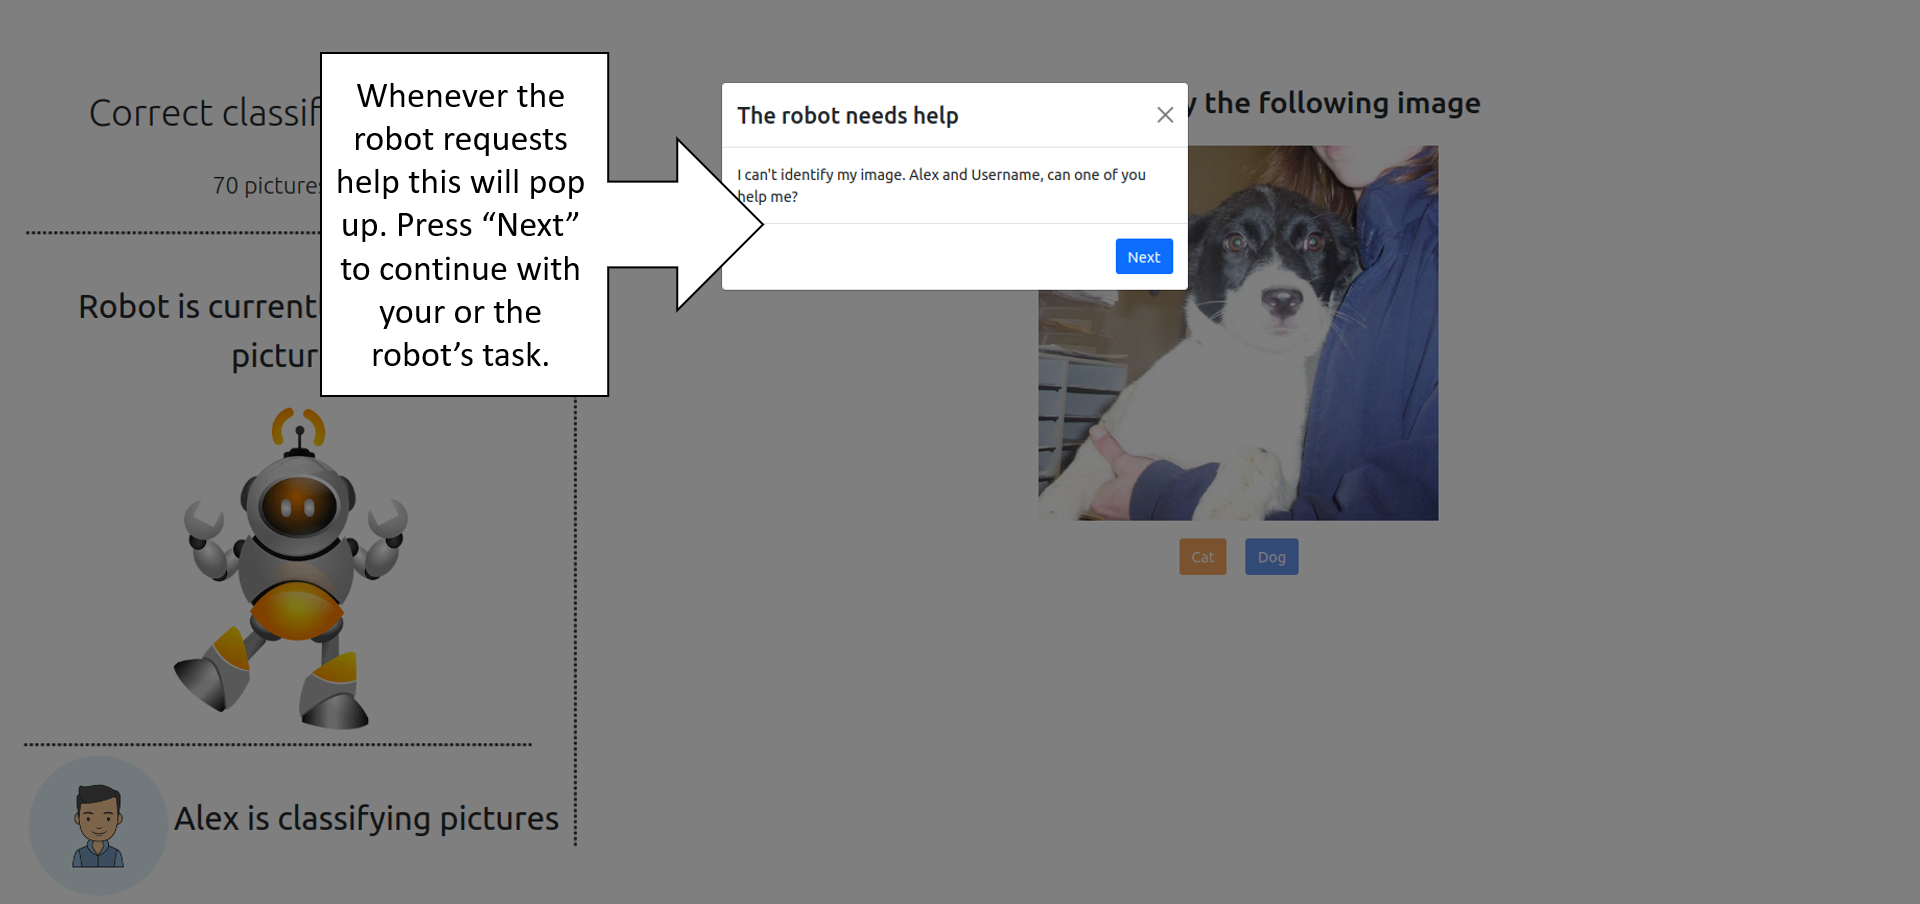 Correct classif
70 pictures
Robot is current
pictur
Whenever the
robot requests
help this will pop
up. Press “Next”
to continue with
your or the
robot’s task.
The robot needs help
I can't identify my image. Alex and Username, can one of you
help me?
Next
y the following image
Cat
Dog
Alex is classifying pictures